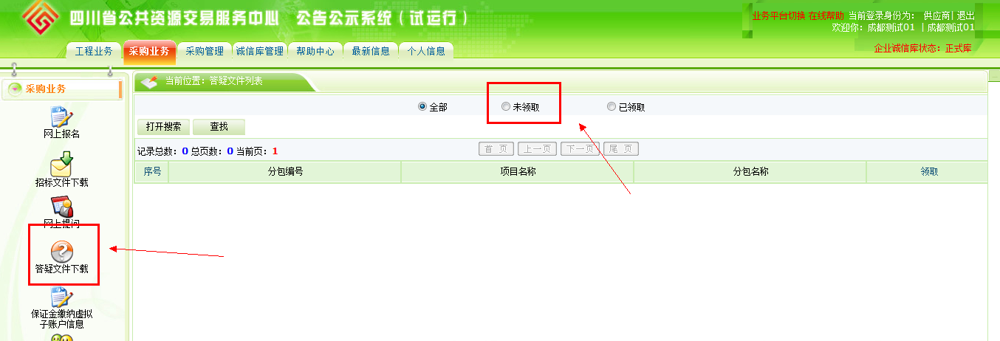 四川省公共资源交易服务中心 公告公示系统（试运行）
业务平台切换 在线帮助 当前登录身份为： 供应商| 退出
欢迎你：成都测试01 | 成都测试01
企业诚信库状态：正式库
工程业务 采购业务 采购管理 诚信库管理 帮助中心 最新信息 个人信息
采购业务
网上报名
招标文件下载
网上提问
答疑文件下载
保证金缴纳虚拟
子账户信息
当前位置：答疑文件列表
全部 未领取 已领取
打开搜索 查找
记录总数：0 总页数：0 当前页：1 首 页 上一页 下一页 尾 页
序号 分包编号 项目名称 分包名称 领取